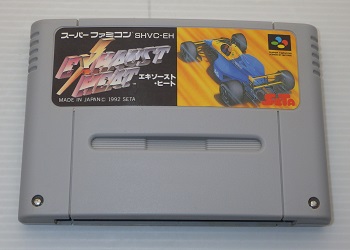 スーパーファミコン SHVC-EH
EXHAUST
HEAT
エキゾースト
・ヒート
MADE IN JAPAN © 1992 SETA
SETA